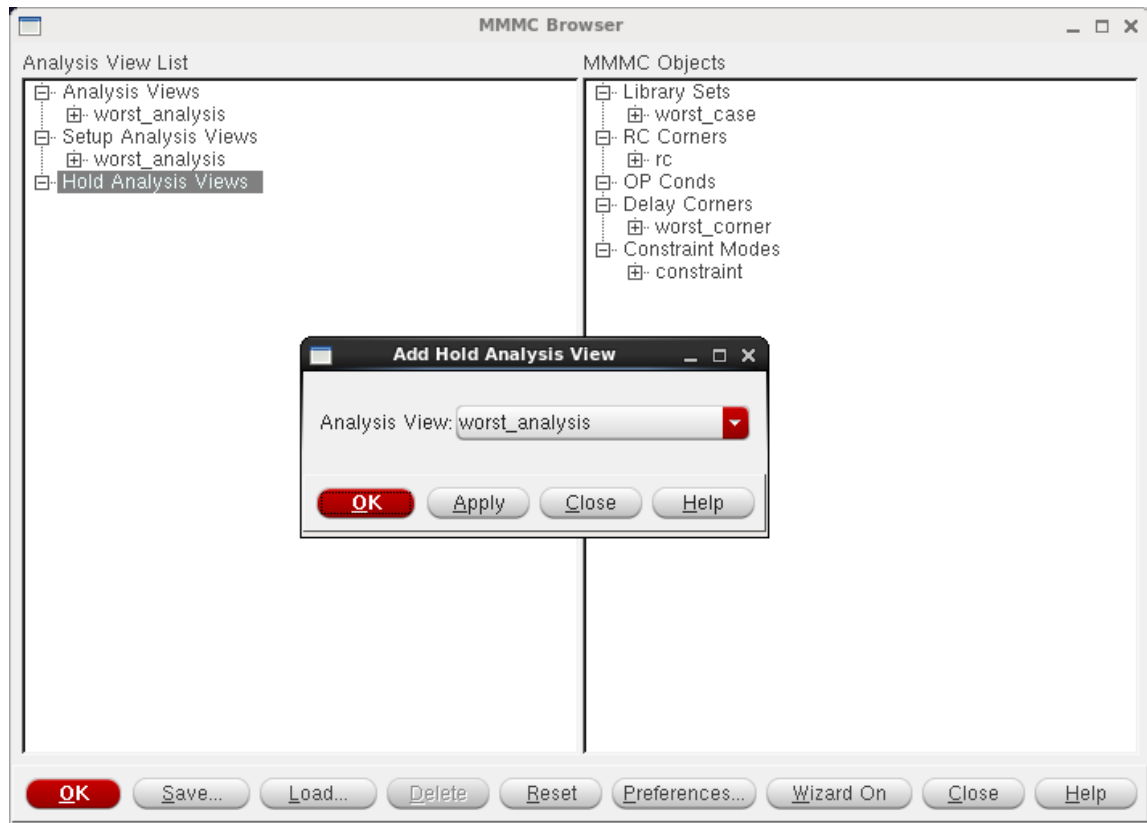 MMMC Browser
Analysis View List
Analysis Views
worst_analysis
Setup Analysis Views
worst_analysis
Hold Analysis Views
MMMC Objects
Library Sets
worst_case
RC Corners
rc
OP Conds
Delay Corners
worst_corner
Constraint Modes
constraint
Add Hold Analysis View
Analysis View: worst_analysis
OK Apply Close Help
OK Save... Load... Delete Reset Preferences... Wizard On Close Help